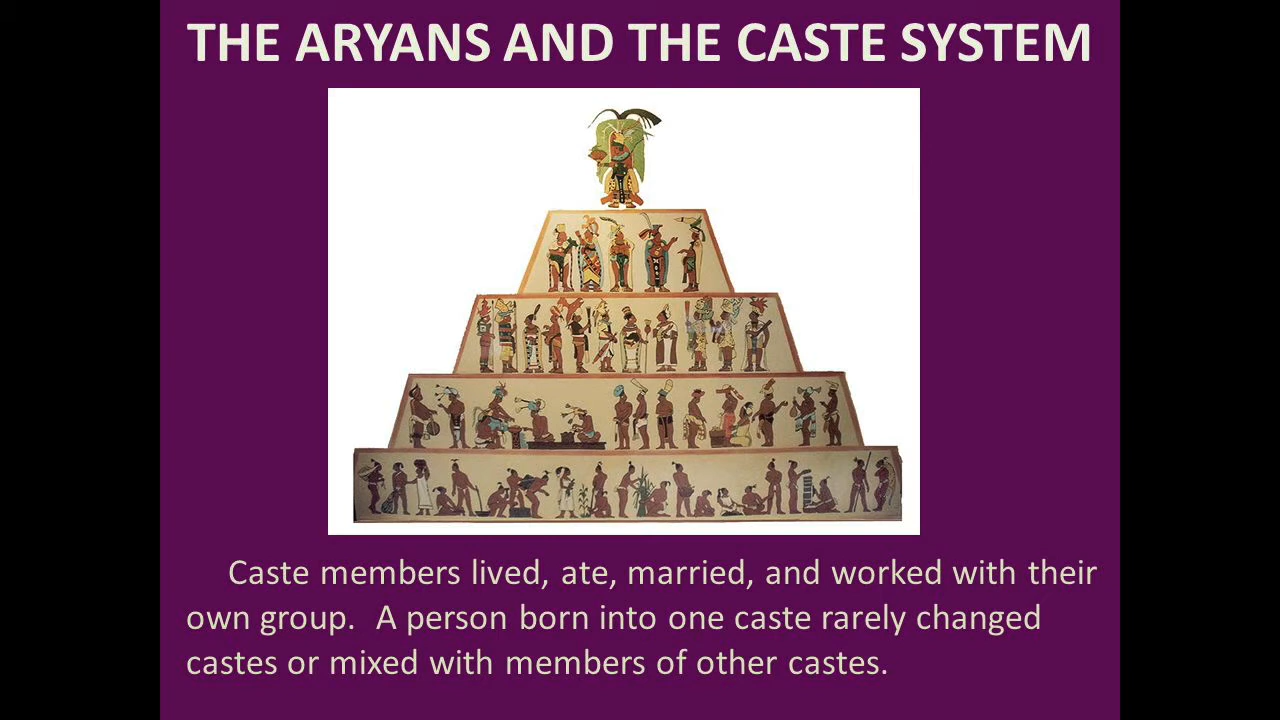 THE ARYANS AND THE CASTE SYSTEM
Caste members lived, ate, married, and worked with their
own group.  A person born into one caste rarely changed
castes or mixed with members of other castes.